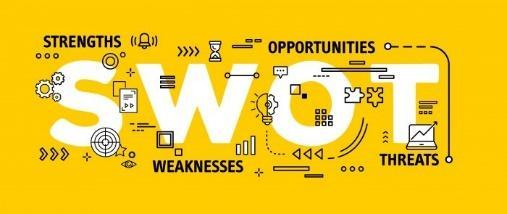 STRENGTHS
OPPORTUNITIES
SWOT
WEAKNESSES
THREATS